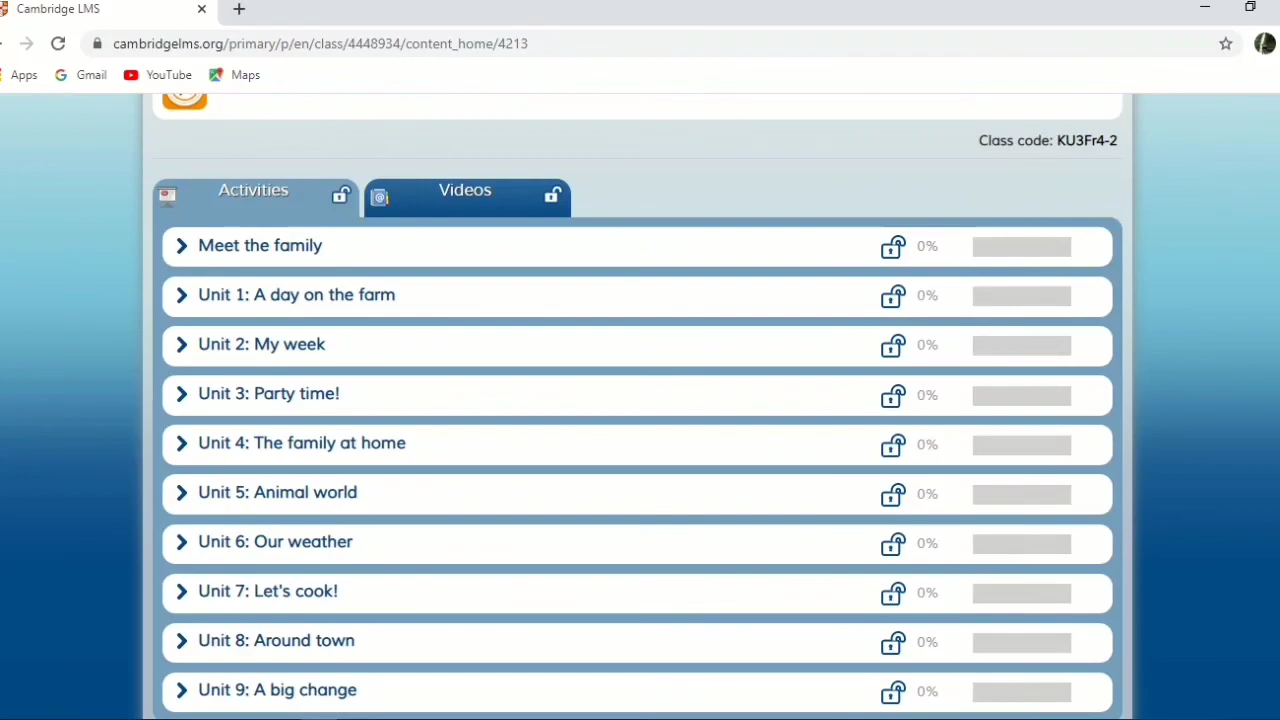 Cambridge LMS
cambridgelms.org/primary/p/en/class/4448934/content_home/4213
Apps Gmail YouTube Maps
Class code: KU3Fr4-2
Activities Videos
Meet the family 0%
Unit 1: A day on the farm 0%
Unit 2: My week 0%
Unit 3: Party time! 0%
Unit 4: The family at home 0%
Unit 5: Animal world 0%
Unit 6: Our weather 0%
Unit 7: Let's cook! 0%
Unit 8: Around town 0%
Unit 9: A big change 0%